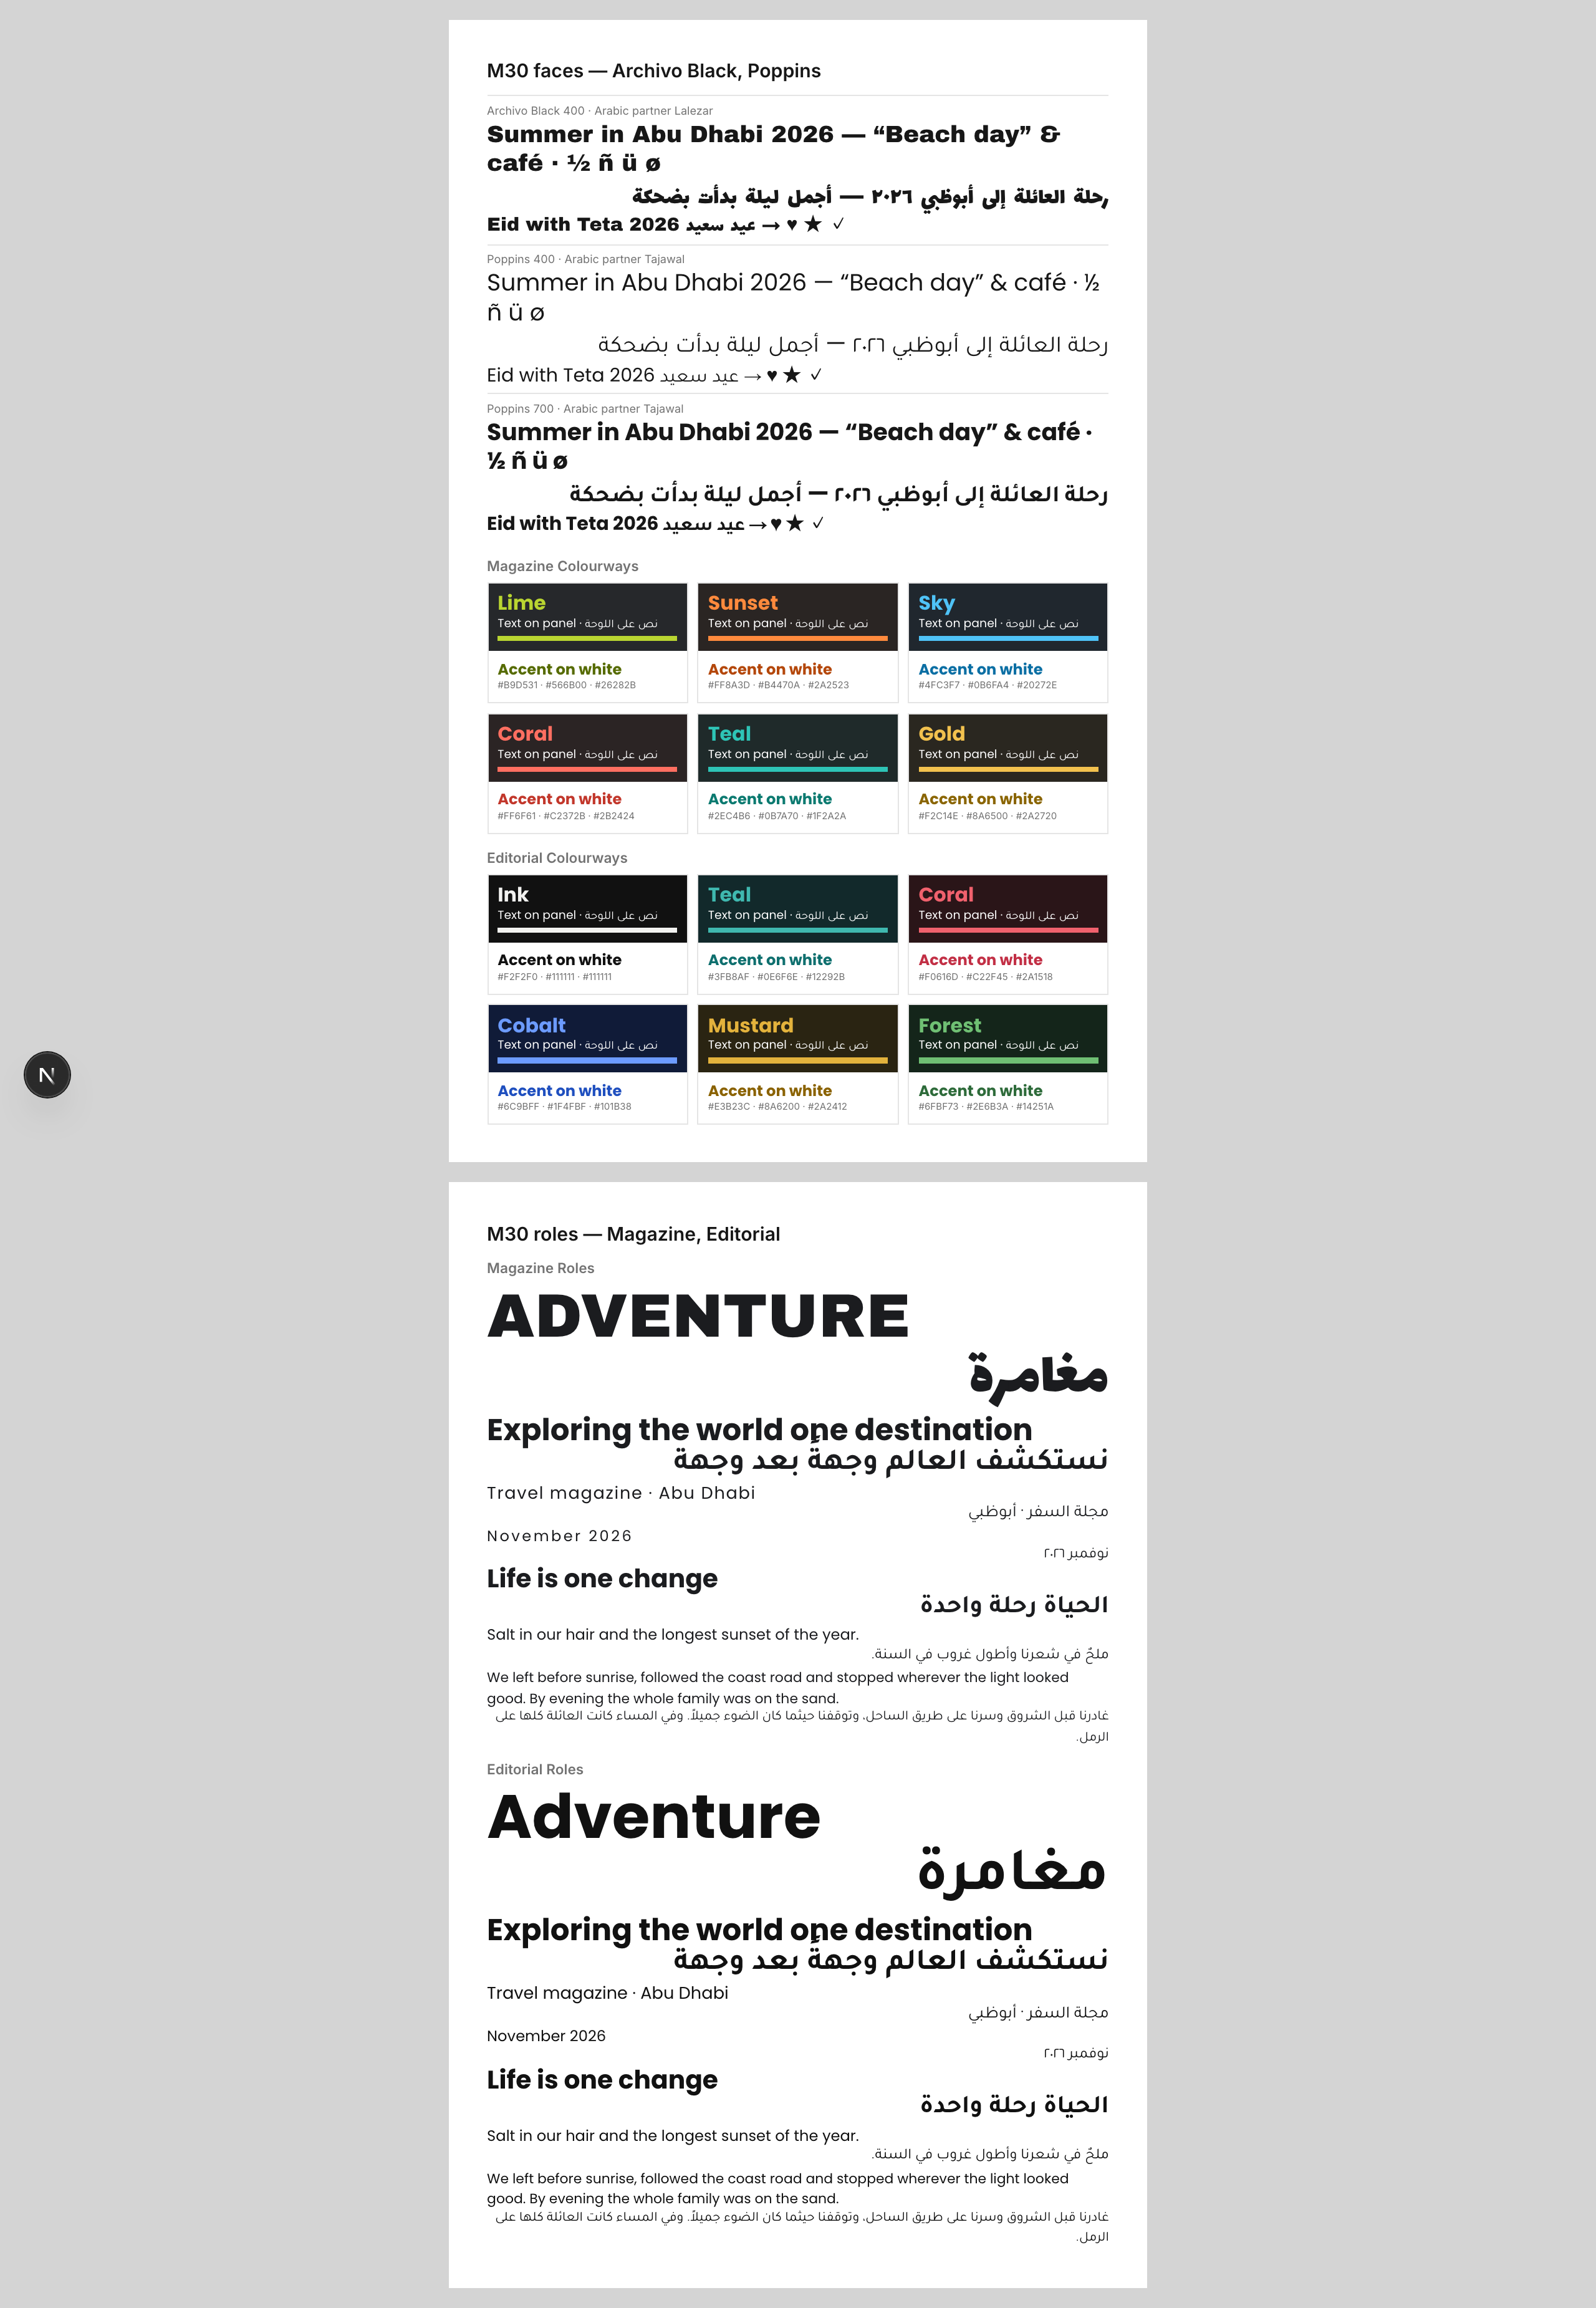 M30 faces — Archivo Black, Poppins
Archivo Black 400 · Arabic partner Lalezar
Summer in Abu Dhabi 2026 — “Beach day” &
café · ½ ñ ü ø
رحلة العائلة إلى أبوظبي ٢٠٢٦ — أجمل ليلة بدأت بضحكة
Eid with Teta 2026 عيد سعيد → ♥ ★ ✓
Poppins 400 · Arabic partner Tajawal
Summer in Abu Dhabi 2026 — “Beach day” & café · ½
ñ ü ø
رحلة العائلة إلى أبوظبي ٢٠٢٦ — أجمل ليلة بدأت بضحكة
Eid with Teta 2026 عيد سعيد → ♥ ★ ✓
Poppins 700 · Arabic partner Tajawal
Summer in Abu Dhabi 2026 — “Beach day” & café ·
½ ñ ü ø
رحلة العائلة إلى أبوظبي ٢٠٢٦ — أجمل ليلة بدأت بضحكة
Eid with Teta 2026 عيد سعيد → ♥ ★ ✓
Magazine Colourways
Lime
Text on panel · نص على اللوحة
Accent on white
#B9D531 · #566B00 · #26282B
Sunset
Text on panel · نص على اللوحة
Accent on white
#FF8A3D · #B4470A · #2A2523
Sky
Text on panel · نص على اللوحة
Accent on white
#4FC3F7 · #0B6FA4 · #20272E
Coral
Text on panel · نص على اللوحة
Accent on white
#FF6F61 · #C2372B · #2B2424
Teal
Text on panel · نص على اللوحة
Accent on white
#2EC4B6 · #0B7A70 · #1F2A2A
Gold
Text on panel · نص على اللوحة
Accent on white
#F2C14E · #8A6500 · #2A2720
Editorial Colourways
Ink
Text on panel · نص على اللوحة
Accent on white
#F2F2F0 · #111111 · #111111
Teal
Text on panel · نص على اللوحة
Accent on white
#3FB8AF · #0E6F6E · #12292B
Coral
Text on panel · نص على اللوحة
Accent on white
#F0616D · #C22F45 · #2A1518
Cobalt
Text on panel · نص على اللوحة
Accent on white
#6C9BFF · #1F4FBF · #101B38
Mustard
Text on panel · نص على اللوحة
Accent on white
#E3B23C · #8A6200 · #2A2412
Forest
Text on panel · نص على اللوحة
Accent on white
#6FBF73 · #2E6B3A · #14251A
N
M30 roles — Magazine, Editorial
Magazine Roles
ADVENTURE
مغامرة
Exploring the world one destination
نستكشف العالم وجهةً بعد وجهة
Travel magazine · Abu Dhabi
مجلة السفر · أبوظبي
November 2026
نوفمبر ٢٠٢٦
Life is one change
الحياة رحلة واحدة
Salt in our hair and the longest sunset of the year.
ملحٌ في شعرنا وأطول غروب في السنة.
We left before sunrise, followed the coast road and stopped wherever the light looked
good. By evening the whole family was on the sand.
غادرنا قبل الشروق وسرنا على طريق الساحل، وتوقفنا حيثما كان الضوء جميلاً. وفي المساء كانت العائلة كلها على
الرمل.
Editorial Roles
Adventure
مغامرة
Exploring the world one destination
نستكشف العالم وجهةً بعد وجهة
Travel magazine · Abu Dhabi
مجلة السفر · أبوظبي
November 2026
نوفمبر ٢٠٢٦
Life is one change
الحياة رحلة واحدة
Salt in our hair and the longest sunset of the year.
ملحٌ في شعرنا وأطول غروب في السنة.
We left before sunrise, followed the coast road and stopped wherever the light looked
good. By evening the whole family was on the sand.
غادرنا قبل الشروق وسرنا على طريق الساحل، وتوقفنا حيثما كان الضوء جميلاً. وفي المساء كانت العائلة كلها على
الرمل.